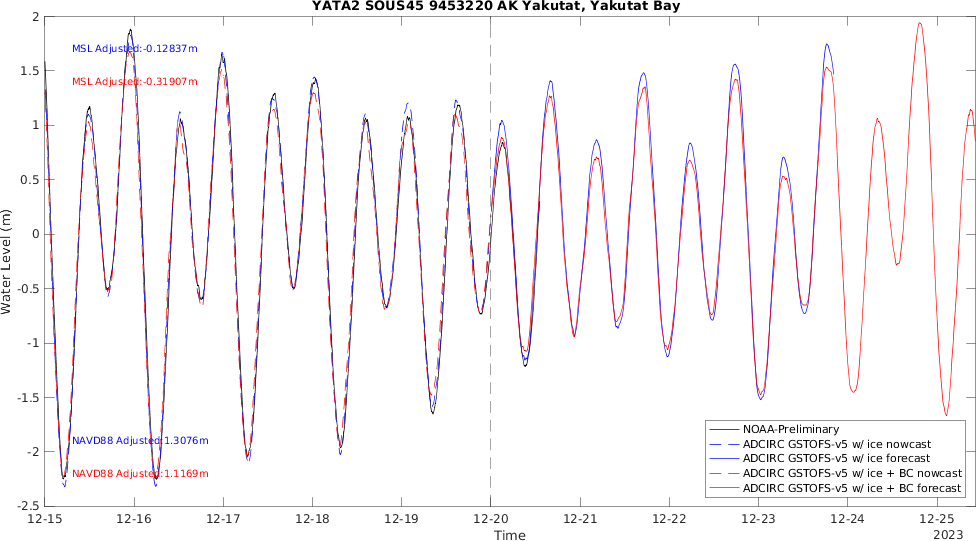 YATA2 SOUS45 9453220 AK Yakutat, Yakutat Bay
Water Level (m)
2
1.5
1
0.5
0
-0.5
-1
-1.5
-2
-2.5
MSL Adjusted:-0.12837m
MSL Adjusted:-0.31907m
NAVD88 Adjusted:1.3076m
NAVD88 Adjusted:1.1169m
NOAA-Preliminary
ADCIRC GSTOFS-v5 w/ ice nowcast
ADCIRC GSTOFS-v5 w/ ice forecast
ADCIRC GSTOFS-v5 w/ ice + BC nowcast
ADCIRC GSTOFS-v5 w/ ice + BC forecast
12-15 12-16 12-17 12-18 12-19 12-20 12-21 12-22 12-23 12-24 12-25
Time
2023